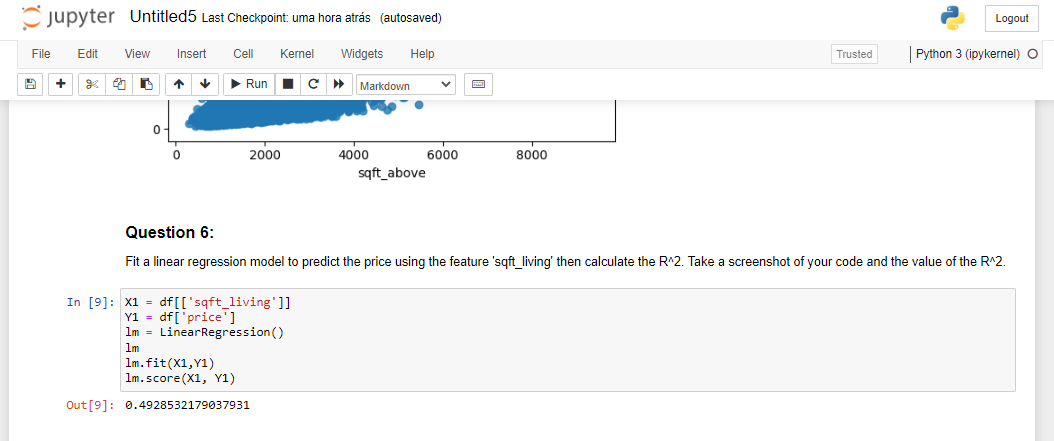 jupyter Untitled5 Last Checkpoint: uma hora atrás (autosaved)
Logout
File Edit View Insert Cell Kernel Widgets Help
Trusted
Python 3 (ipykernel)
Run
Markdown
0
0 2000 4000 6000 8000
sqft_above
Question 6:
Fit a linear regression model to predict the price using the feature 'sqft_living' then calculate the R^2. Take a screenshot of your code and the value of the R^2.
In [9]: X1 = df[['sqft_living']]
Y1 = df['price']
lm = LinearRegression()
lm
lm.fit(X1,Y1)
lm.score(X1, Y1)
Out[9]: 0.4928532179037931